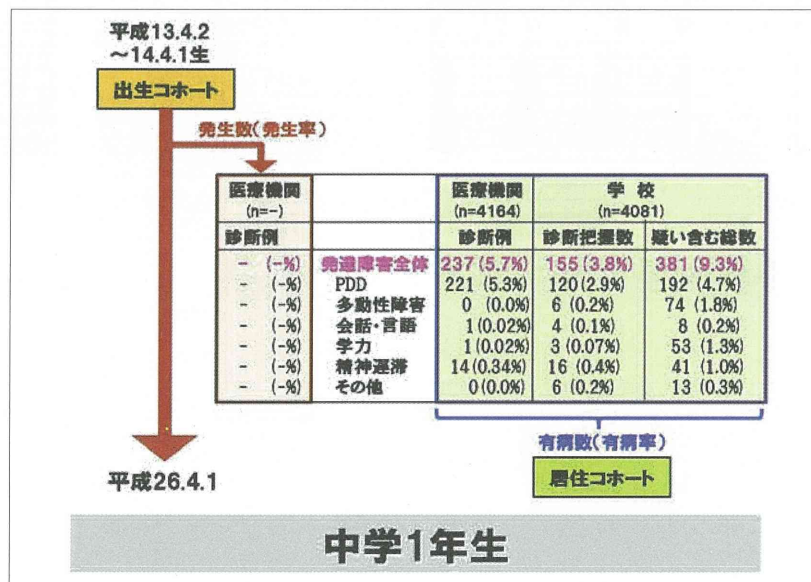 平成13.4.2
～14.4.1生
出生コホート
発生数(発生率)
医療機関 医療機関 学 校
(n=-) (n=4164) (n=4081)
診断例 診断例 診断把握数 疑い含む総数
- (-%) 発達障害全体 237 (5.7%) 155 (3.8%) 381 (9.3%)
- (-%) PDD 221 (5.3%) 120 (2.9%) 192 (4.7%)
- (-%) 多動性障害 0 (0.0%) 6 (0.2%) 74 (1.8%)
- (-%) 会話・言語 1 (0.02%) 4 (0.1%) 8 (0.2%)
- (-%) 学力 1 (0.02%) 3 (0.07%) 53 (1.3%)
- (-%) 精神遅滞 14 (0.34%) 16 (0.4%) 41 (1.0%)
- (-%) その他 0 (0.0%) 6 (0.2%) 13 (0.3%)
有病数(有病率)
平成26.4.1
居住コホート
中学1年生